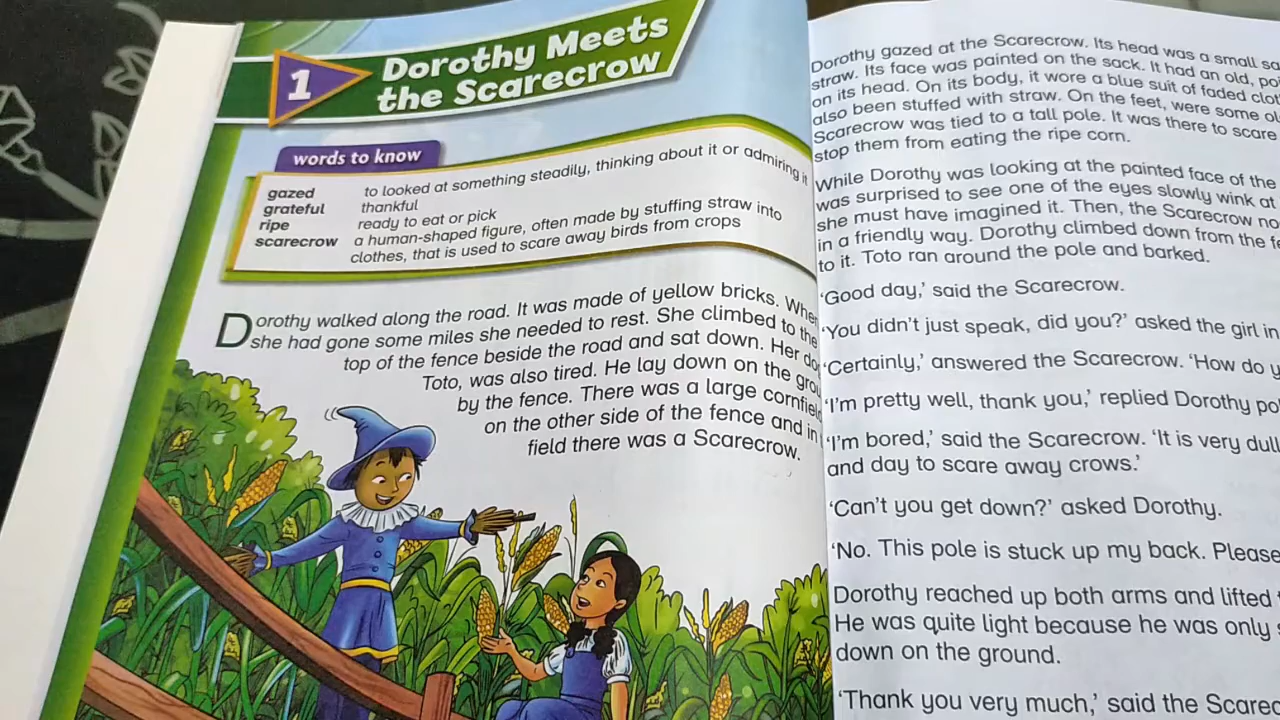 1
Dorothy Meets
the Scarecrow
words to know
gazed to looked at something steadily, thinking about it or admiring it
grateful thankful
ripe ready to eat or pick
scarecrow a human-shaped figure, often made by stuffing straw into
clothes, that is used to scare away birds from crops
Dorothy walked along the road. It was made of yellow bricks. When
she had gone some miles she needed to rest. She climbed to the
top of the fence beside the road and sat down. Her
Toto, was also tired. He lay down on the
by the fence. There was a large
on the other side of the fence and in
field there was a Scarecrow.
Dorothy gazed at the Scarecrow. Its head was a small
straw. Its face was painted on the sack. It had an old,
on its head. On its body, it wore a blue suit of faded
also been stuffed with straw. On the feet, were some
Scarecrow was tied to a tall pole. It was there to scare
stop them from eating the ripe corn.
While Dorothy was looking at the painted face of the
was surprised to see one of the eyes slowly wink at
she must have imagined it. Then, the Scarecrow
in a friendly way. Dorothy climbed down from the
to it. Toto ran around the pole and barked.
‘Good day,’ said the Scarecrow.
‘You didn’t just speak, did you?’ asked the girl in
‘Certainly,’ answered the Scarecrow. ‘How do
‘I’m pretty well, thank you,’ replied Dorothy
‘I’m bored,’ said the Scarecrow. ‘It is very dull
and day to scare away crows.’
‘Can’t you get down?’ asked Dorothy.
‘No. This pole is stuck up my back. Please
Dorothy reached up both arms and lifted
He was quite light because he was only
down on the ground.
‘Thank you very much,’ said the